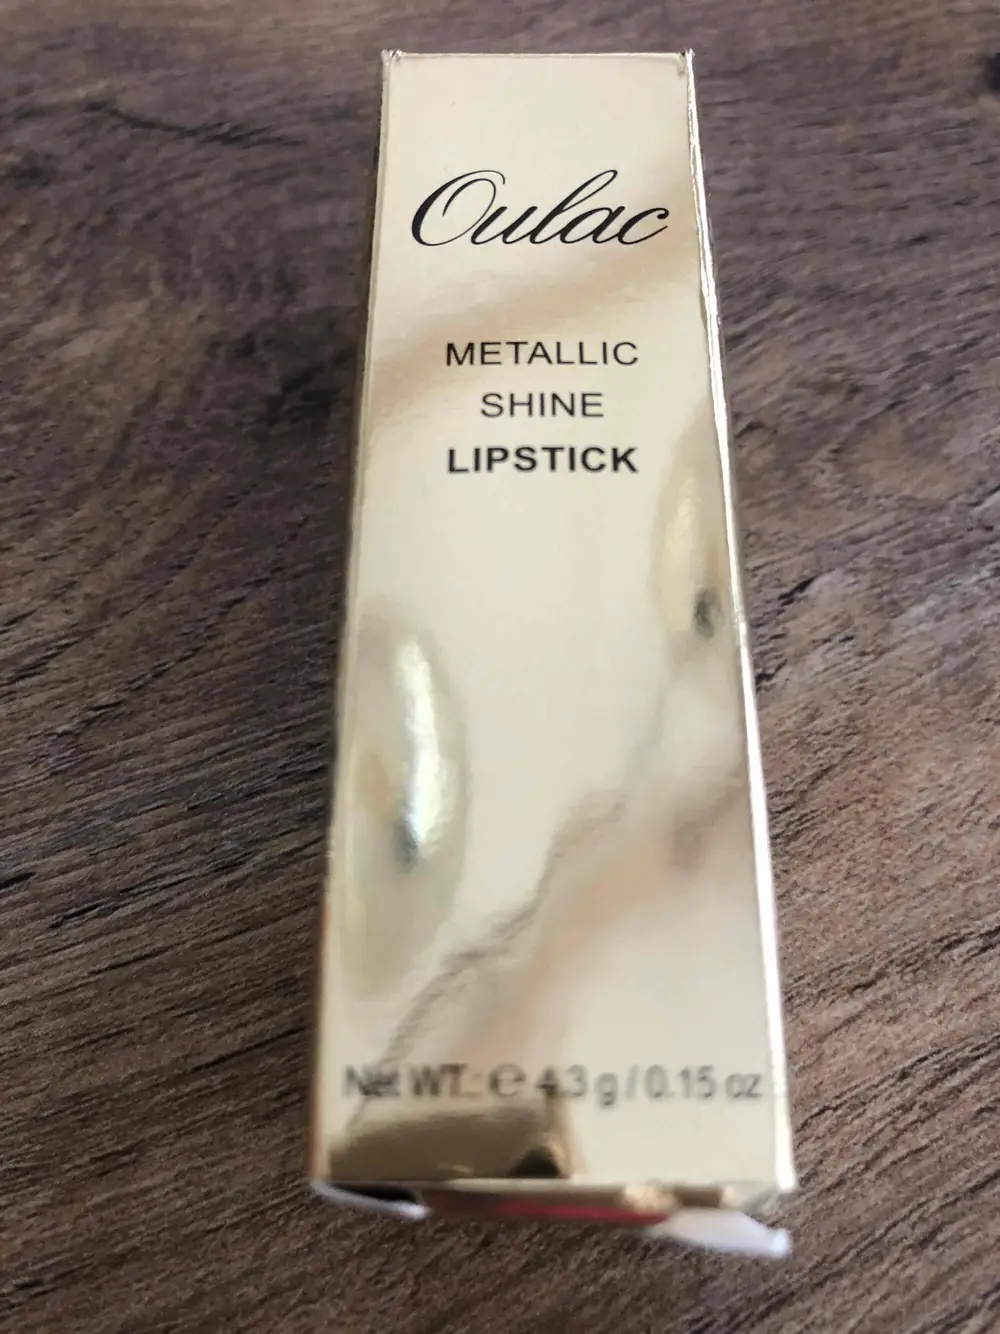 Oulac
METALLIC
SHINE
LIPSTICK
Net WT.: ℮ 4.3 g / 0.15 oz